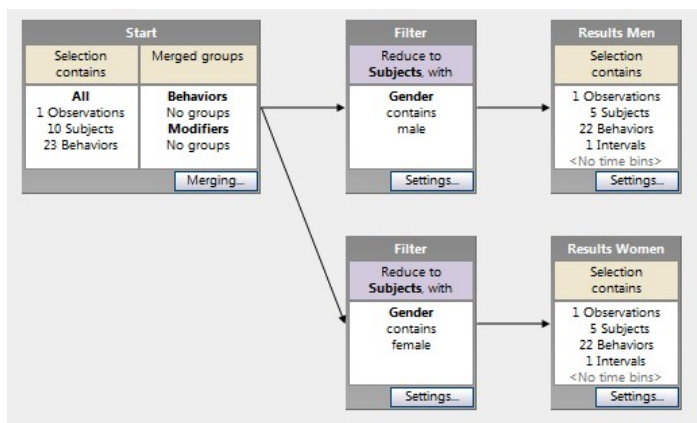 Start
Selection
contains
Merged groups
All
1 Observations
10 Subjects
23 Behaviors
Behaviors
No groups
Modifiers
No groups
Merging...
Filter
Reduce to
Subjects, with
Gender
contains
male
Settings...
Results Men
Selection
contains
1 Observations
5 Subjects
22 Behaviors
1 Intervals
<No time bins>
Settings...
Filter
Reduce to
Subjects, with
Gender
contains
female
Settings...
Results Women
Selection
contains
1 Observations
5 Subjects
22 Behaviors
1 Intervals
<No time bins>
Settings...